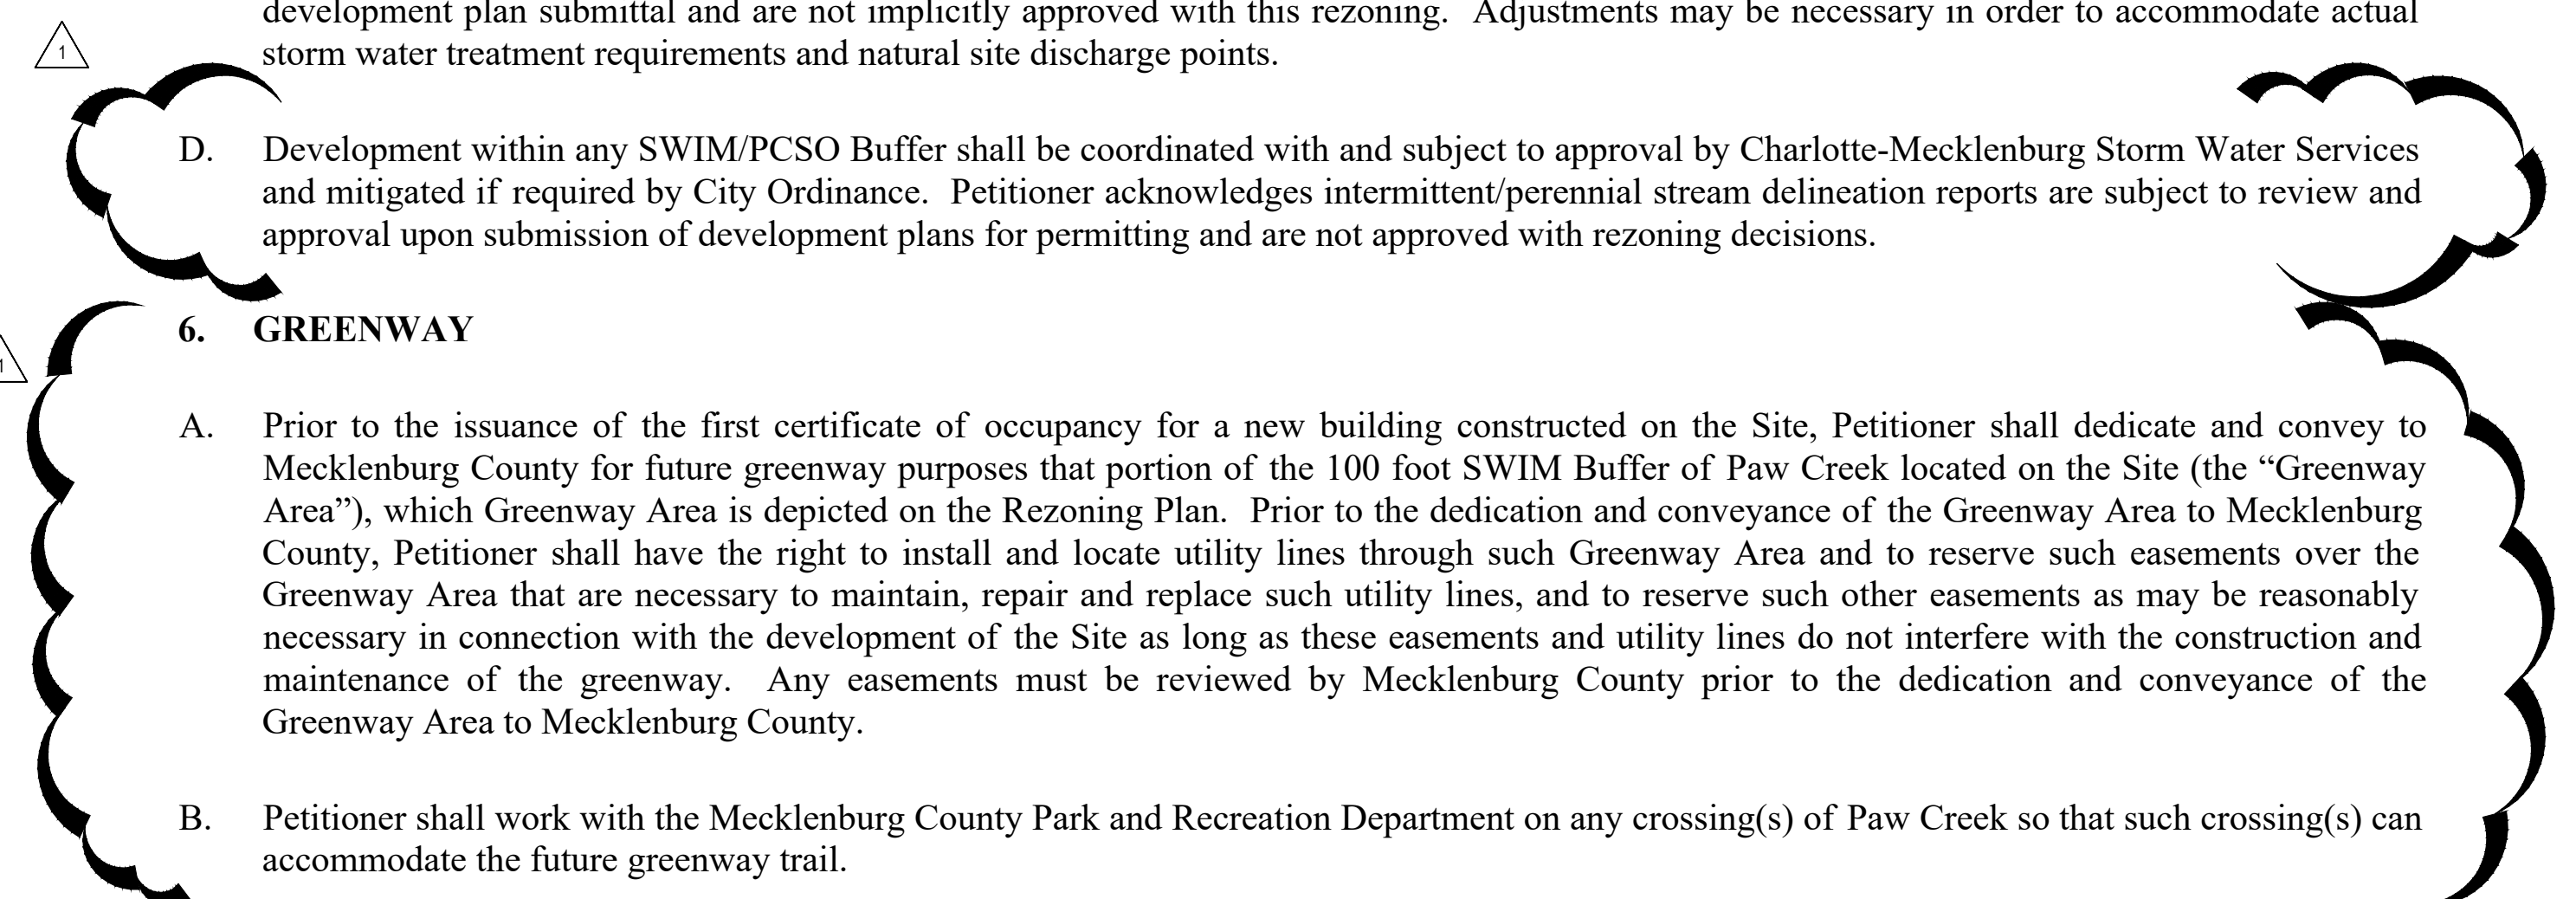 development plan submittal and are not implicitly approved with this rezoning.  Adjustments may be necessary in order to accommodate actual
1
storm water treatment requirements and natural site discharge points.
D. Development within any SWIM/PCSO Buffer shall be coordinated with and subject to approval by Charlotte-Mecklenburg Storm Water Services
and mitigated if required by City Ordinance.  Petitioner acknowledges intermittent/perennial stream delineation reports are subject to review and
approval upon submission of development plans for permitting and are not approved with rezoning decisions.
6. GREENWAY
1
A. Prior to the issuance of the first certificate of occupancy for a new building constructed on the Site, Petitioner shall dedicate and convey to
Mecklenburg County for future greenway purposes that portion of the 100 foot SWIM Buffer of Paw Creek located on the Site (the “Greenway
Area”), which Greenway Area is depicted on the Rezoning Plan.  Prior to the dedication and conveyance of the Greenway Area to Mecklenburg
County, Petitioner shall have the right to install and locate utility lines through such Greenway Area and to reserve such easements over the
Greenway Area that are necessary to maintain, repair and replace such utility lines, and to reserve such other easements as may be reasonably
necessary in connection with the development of the Site as long as these easements and utility lines do not interfere with the construction and
maintenance of the greenway.  Any easements must be reviewed by Mecklenburg County prior to the dedication and conveyance of the
Greenway Area to Mecklenburg County.
B. Petitioner shall work with the Mecklenburg County Park and Recreation Department on any crossing(s) of Paw Creek so that such crossing(s) can
accommodate the future greenway trail.